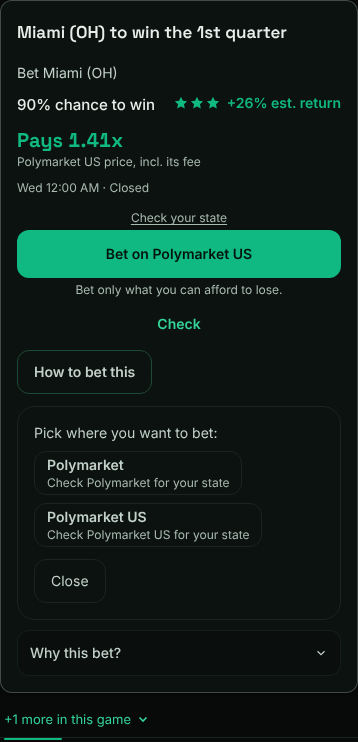 Miami (OH) to win the 1st quarter
Bet Miami (OH)
90% chance to win
★★★ +26% est. return
Pays 1.41x
Polymarket US price, incl. its fee
Wed 12:00 AM · Closed
Check your state
Bet on Polymarket US
Bet only what you can afford to lose.
Check
How to bet this
Pick where you want to bet:
Polymarket
Check Polymarket for your state
Polymarket US
Check Polymarket US for your state
Close
Why this bet?
+1 more in this game